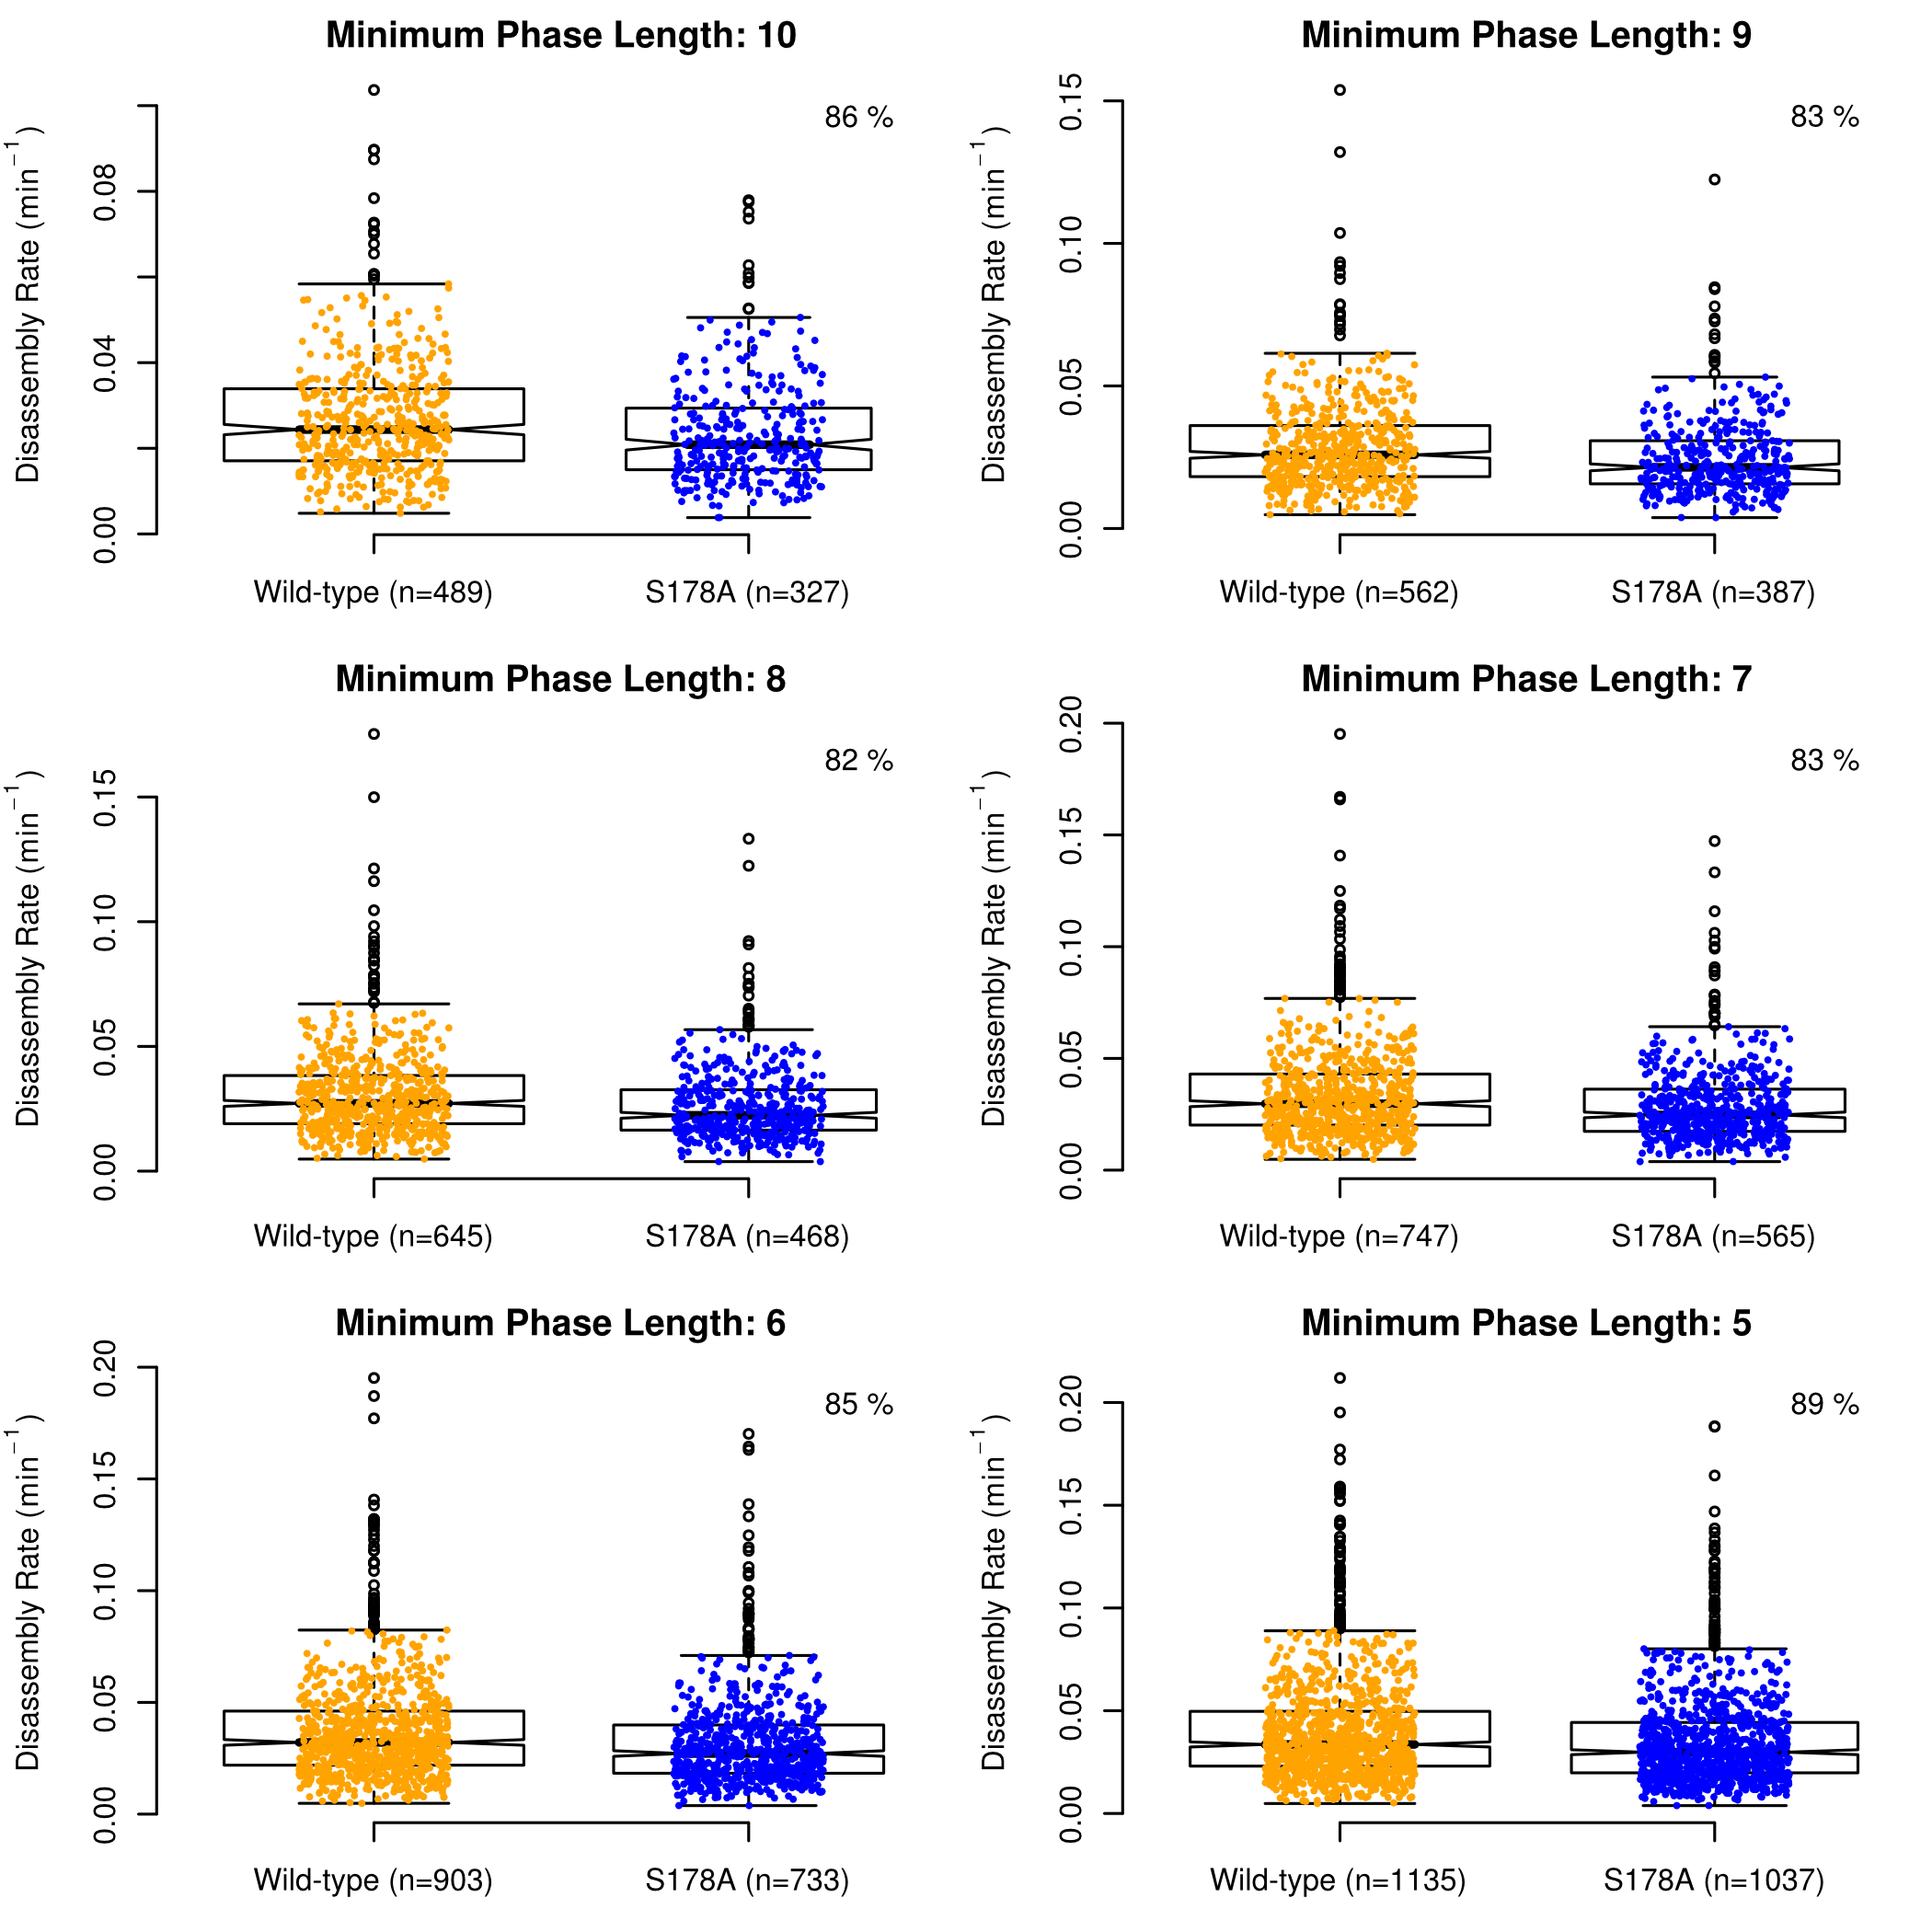 Minimum Phase Length: 10
Disassembly Rate (min⁻¹)
0.00
0.04
0.08
86 %
Wild-type (n=489)
S178A (n=327)
Minimum Phase Length: 9
Disassembly Rate (min⁻¹)
0.00
0.05
0.10
0.15
83 %
Wild-type (n=562)
S178A (n=387)
Minimum Phase Length: 8
Disassembly Rate (min⁻¹)
0.00
0.05
0.10
0.15
82 %
Wild-type (n=645)
S178A (n=468)
Minimum Phase Length: 7
Disassembly Rate (min⁻¹)
0.00
0.05
0.10
0.15
0.20
83 %
Wild-type (n=747)
S178A (n=565)
Minimum Phase Length: 6
Disassembly Rate (min⁻¹)
0.00
0.05
0.10
0.15
0.20
85 %
Wild-type (n=903)
S178A (n=733)
Minimum Phase Length: 5
Disassembly Rate (min⁻¹)
0.00
0.05
0.10
0.15
0.20
89 %
Wild-type (n=1135)
S178A (n=1037)